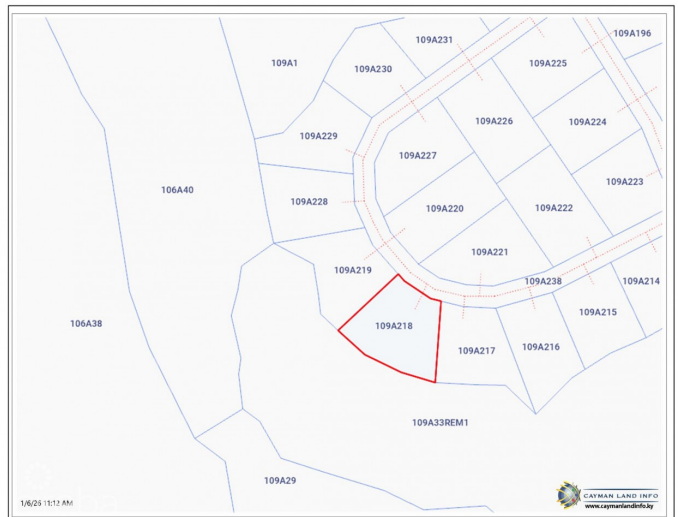 109A231
109A196
109A1
109A230
109A225
109A226
109A224
109A229
109A227
109A223
106A40
109A228
109A220
109A222
109A221
109A219
109A238
109A214
109A215
106A38
109A218
109A217
109A216
109A33REM1
109A29
1/6/26 11:12 AM
CAYMAN LAND INFO
www.caymanlandinfo.ky